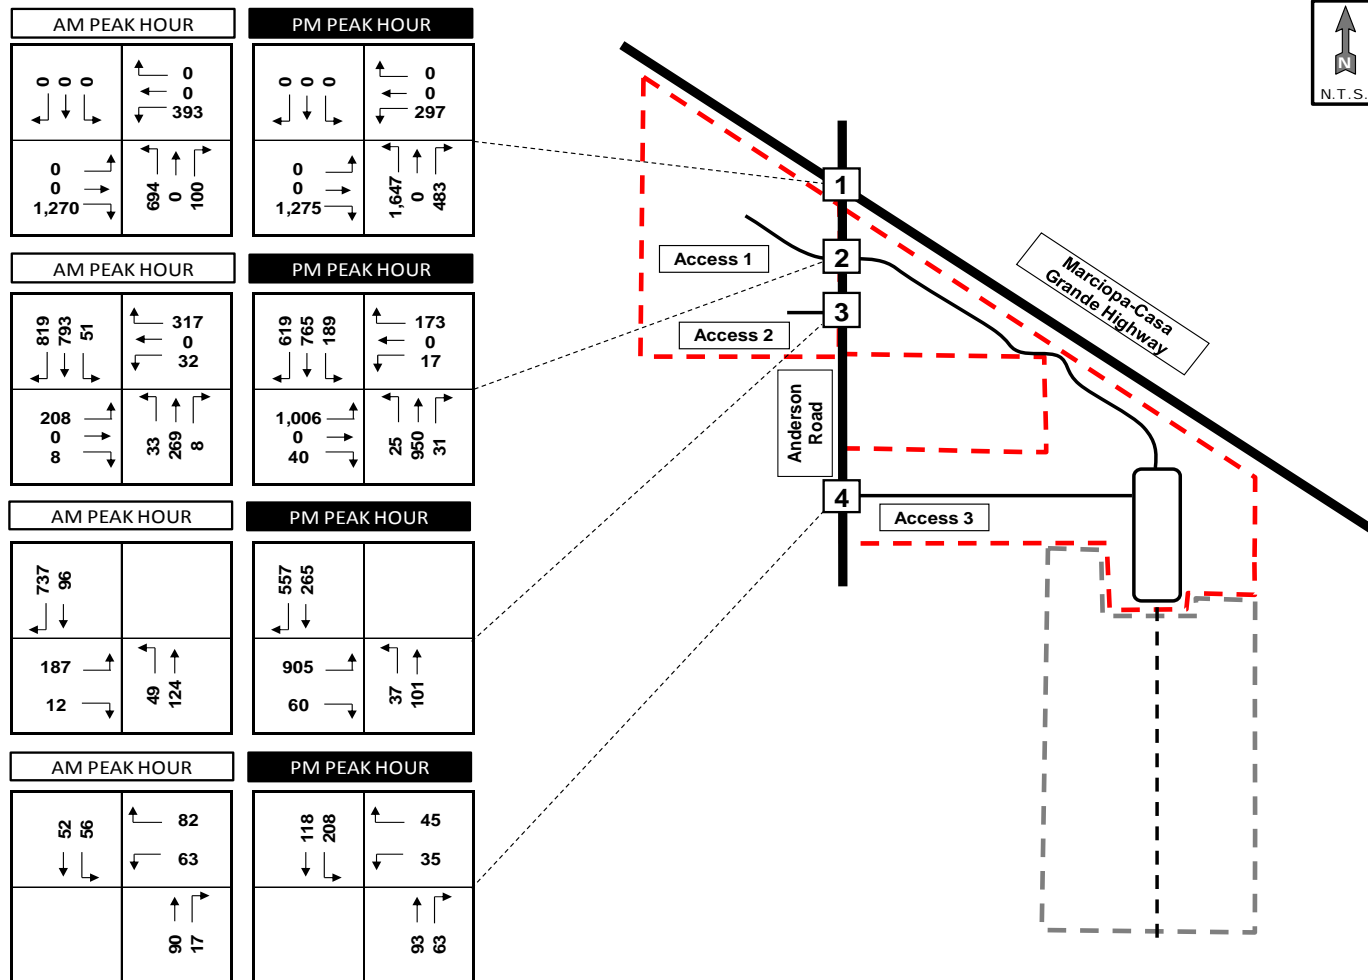 AM PEAK HOUR
PM PEAK HOUR
0 0 0
0
0
393
0
0
1,270
694 0 100
0 0 0
0
0
297
0
0
1,275
1,647 0 483
AM PEAK HOUR
PM PEAK HOUR
819 793 51
317
0
32
208
0
8
33 269 8
619 765 189
173
0
17
1,006
0
40
25 950 31
AM PEAK HOUR
PM PEAK HOUR
737 96
187
12
49 124
557 265
905
60
37 101
AM PEAK HOUR
PM PEAK HOUR
52 56
82
63
90 17
118 208
45
35
93 63
N
N.T.S.
1
2
3
4
Access 1
Access 2
Marciopa-Casa
Grande Highway
Anderson
Road
Access 3